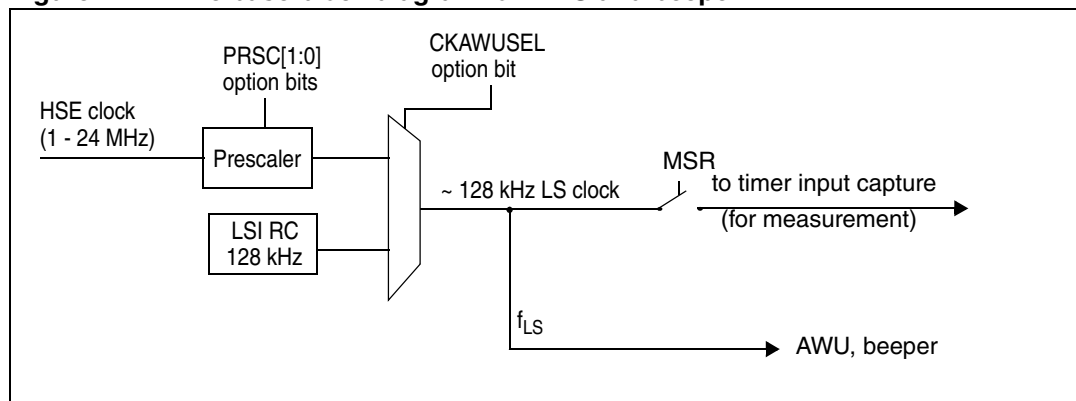 PRSC[1:0]
option bits
CKAWUSEL
option bit
HSE clock
(1 - 24 MHz)
Prescaler
MSR
to timer input capture
(for measurement)
~ 128 kHz LS clock
LSI RC
128 kHz
fLS
AWU, beeper